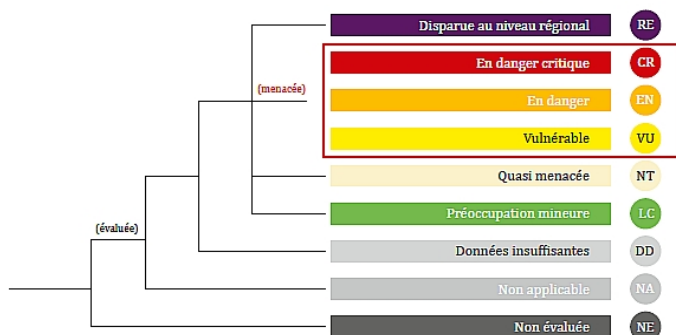 Disparue au niveau régional RE
En danger critique CR
(menacée)
En danger EN
Vulnérable VU
Quasi menacée NT
Préoccupation mineure LC
(évaluée)
Données insuffisantes DD
Non applicable NA
Non évaluée NE